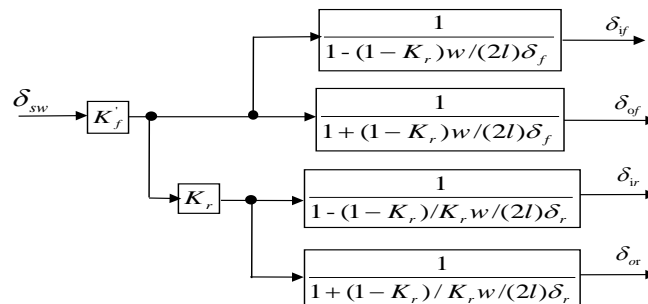 1
1 - (1 − K_r)w/(2l)δ_f
δ_if
δ_sw
K'_f
1
1 + (1 − K_r)w/(2l)δ_f
δ_of
K_r
1
1 - (1 − K_r)/K_r w/(2l)δ_r
δ_ir
1
1 + (1 − K_r)/K_r w/(2l)δ_r
δ_or